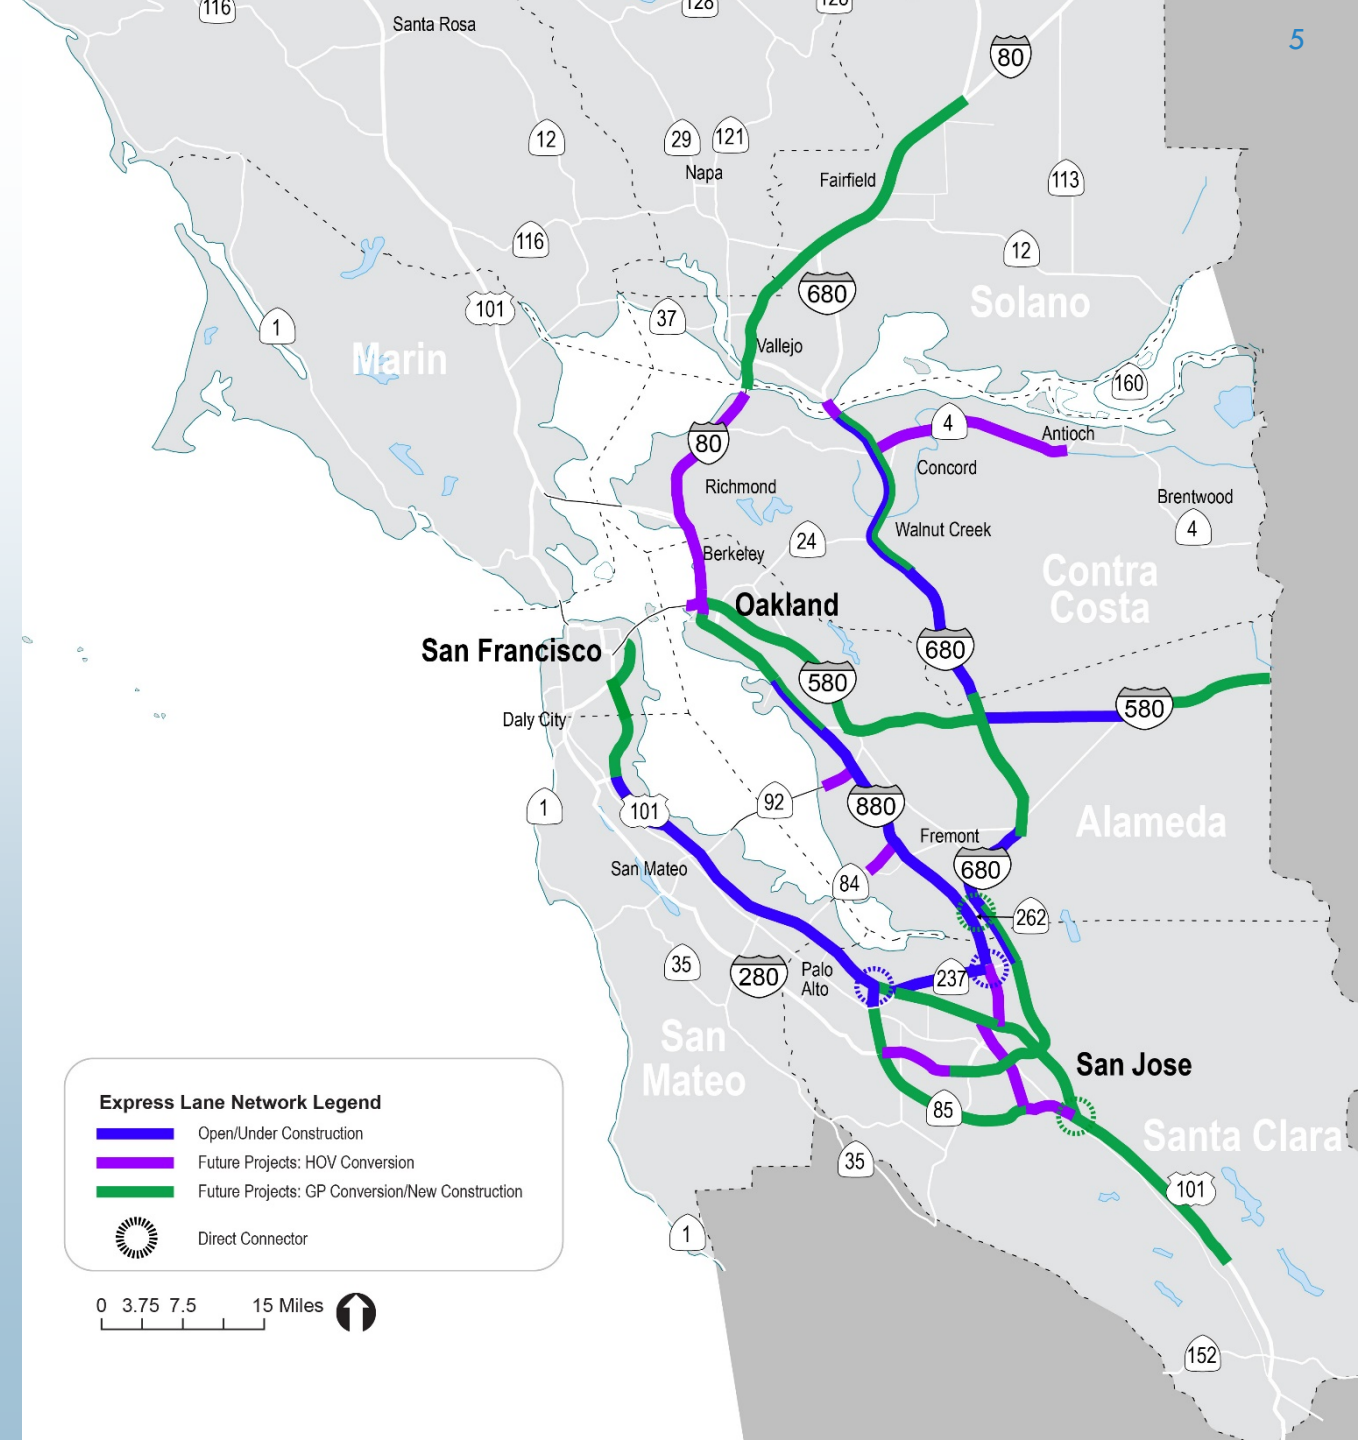 116
128
Santa Rosa
5
80
12
29
121
Napa
Fairfield
113
116
12
680
Solano
101
37
1
Marin
Vallejo
160
4
Antioch
80
Concord
Richmond
Brentwood
4
Walnut Creek
24
Berkeley
Contra
Costa
Oakland
San Francisco
680
580
580
Daly City
92
880
1
101
Alameda
Fremont
San Mateo
680
84
262
35
280
Palo
Alto
237
San
Mateo
San Jose
85
Santa Clara
35
101
1
152
Express Lane Network Legend
Open/Under Construction
Future Projects: HOV Conversion
Future Projects: GP Conversion/New Construction
Direct Connector
0 3.75 7.5 15 Miles